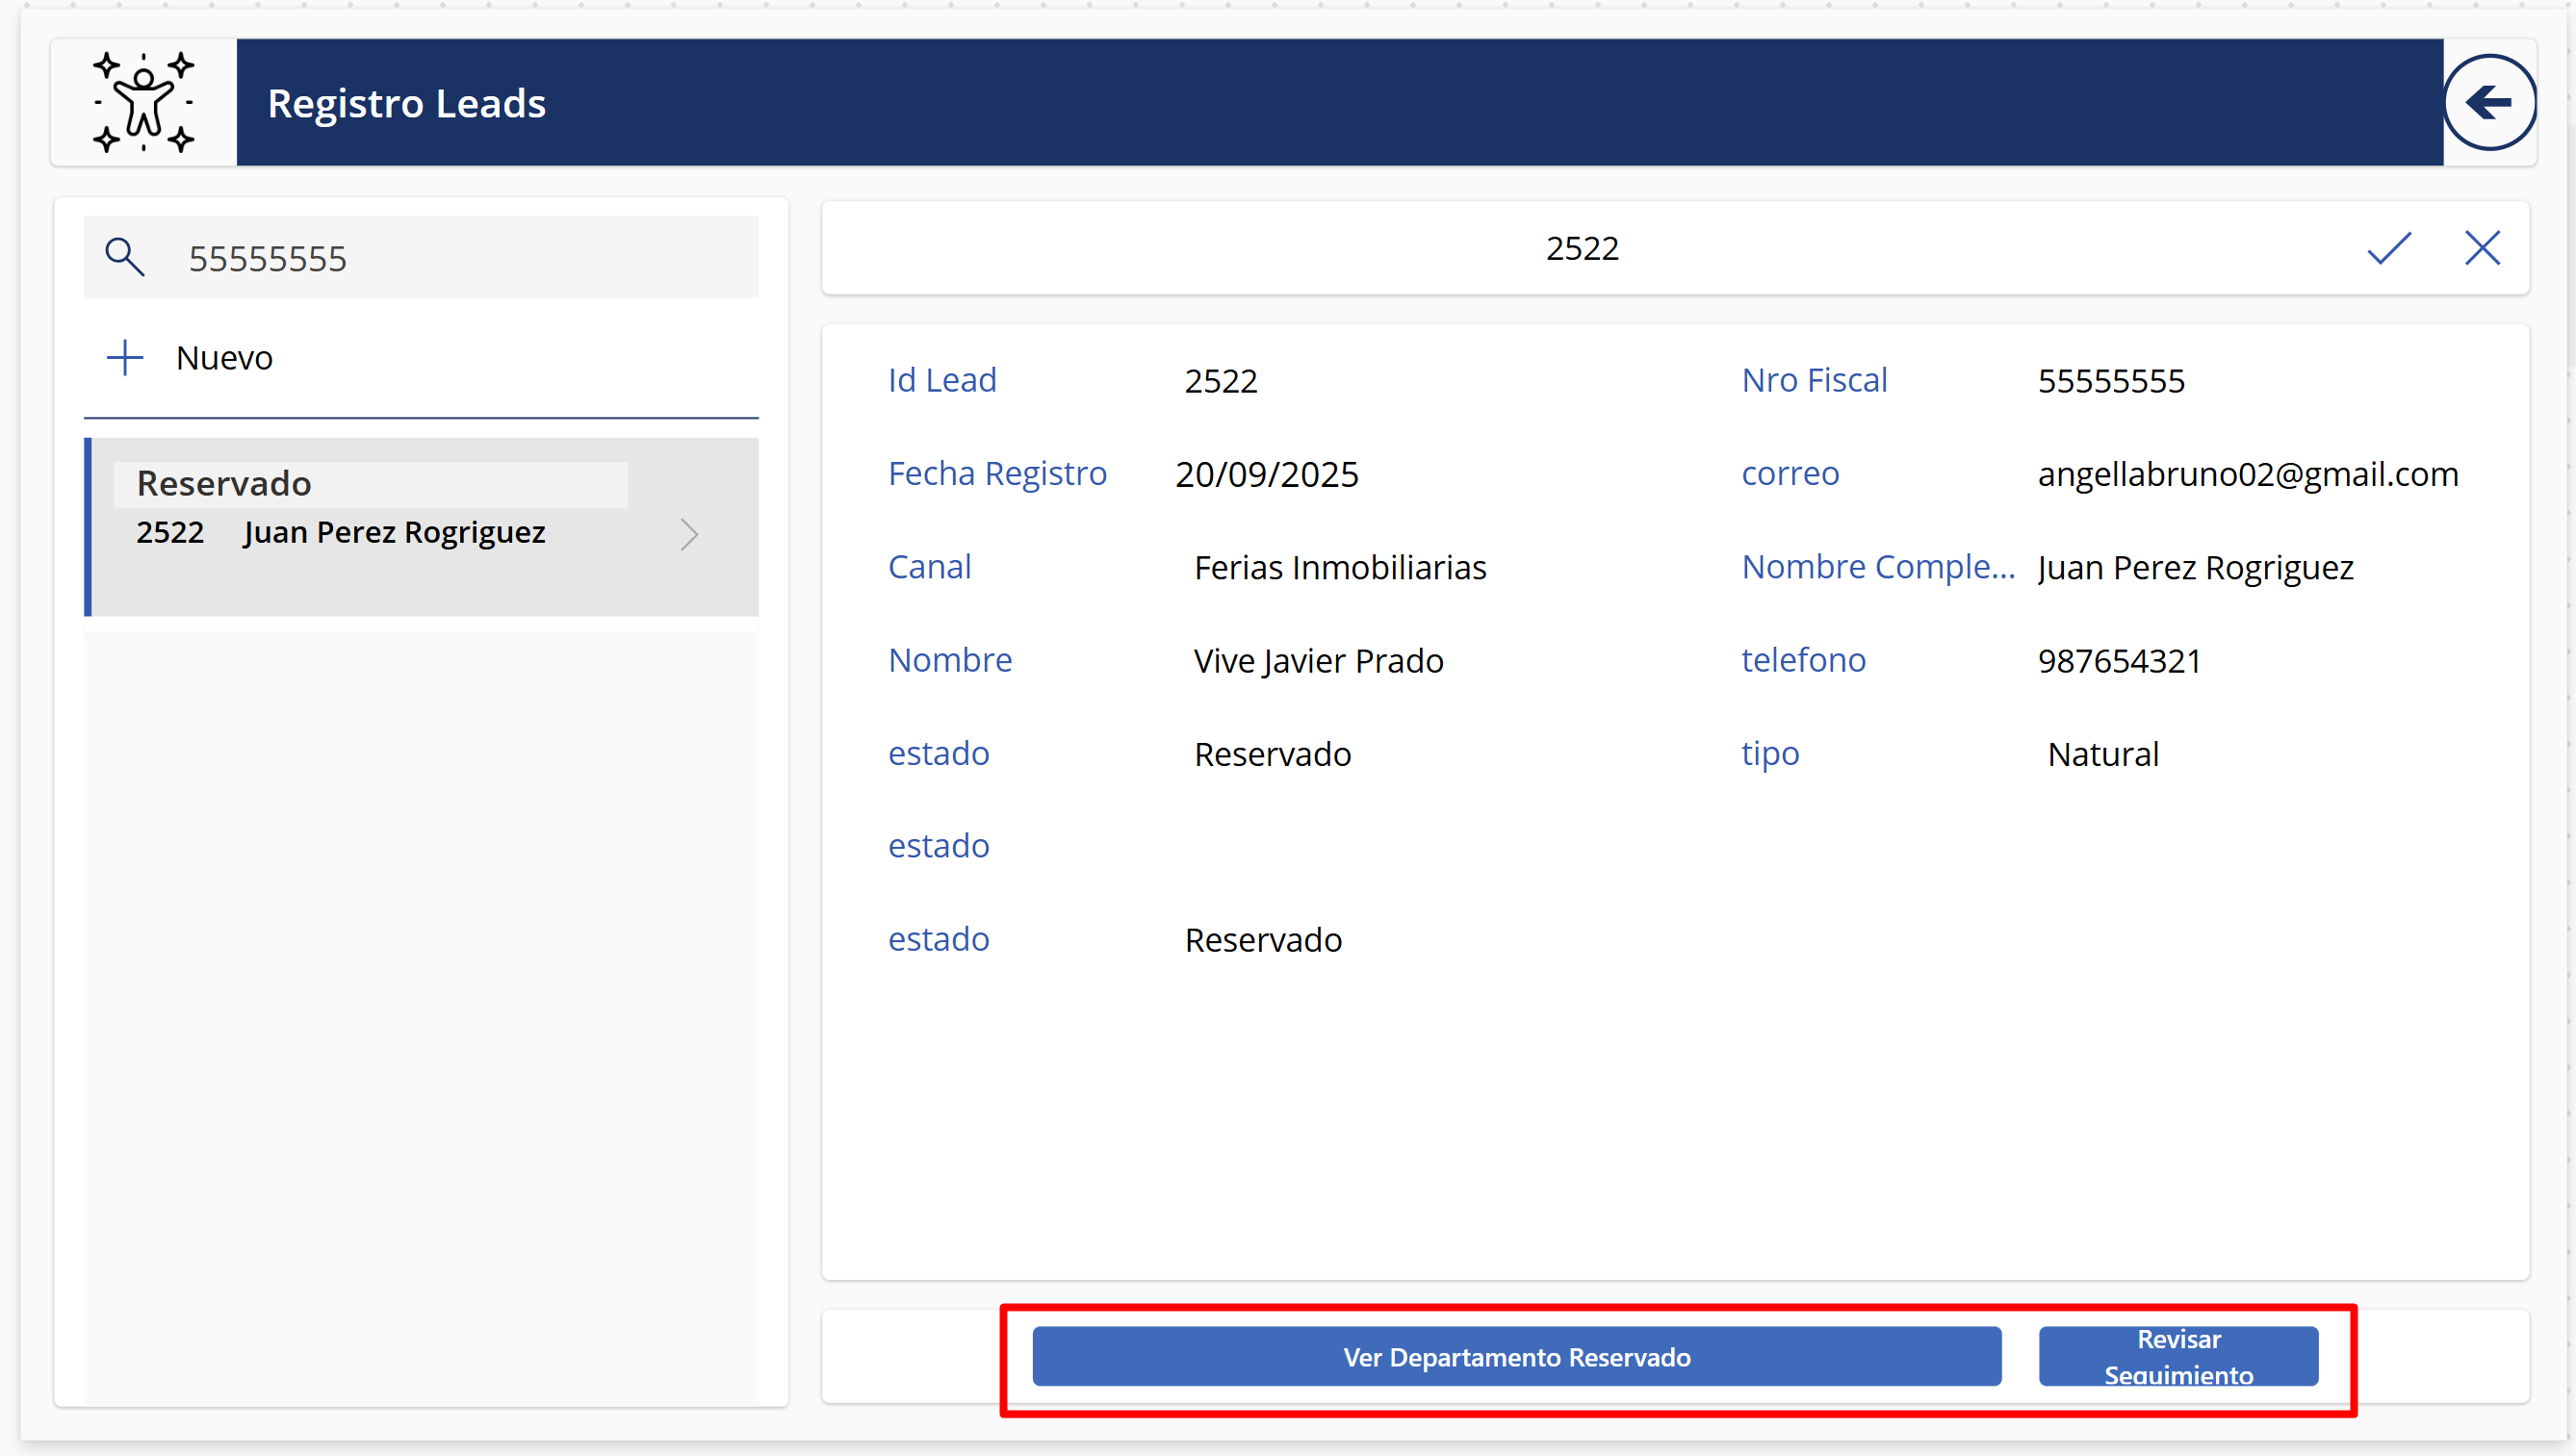 Registro Leads
55555555
Nuevo
Reservado
2522 Juan Perez Rogriguez
2522
Id Lead 2522
Fecha Registro 20/09/2025
Canal Ferias Inmobiliarias
Nombre Vive Javier Prado
estado Reservado
estado
estado Reservado
Nro Fiscal 55555555
correo angellabruno02@gmail.com
Nombre Comple... Juan Perez Rogriguez
telefono 987654321
tipo Natural
Ver Departamento Reservado
Revisar
Seguimiento